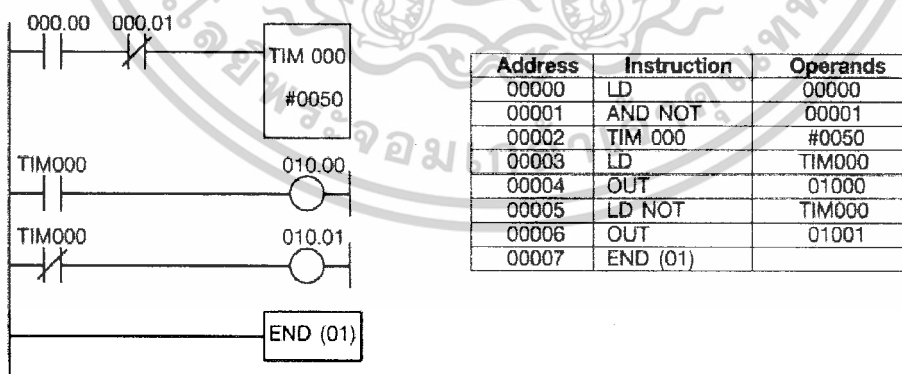 000.00 000.01
TIM 000
#0050
TIM000 010.00
TIM000 010.01
END (01)
Address Instruction Operands
00000 LD 00000
00001 AND NOT 00001
00002 TIM 000 #0050
00003 LD TIM000
00004 OUT 01000
00005 LD NOT TIM000
00006 OUT 01001
00007 END (01)